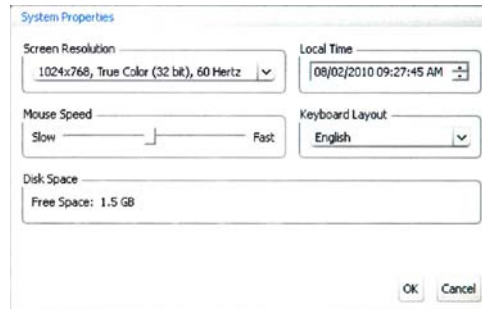 System Properties
Screen Resolution
1024x768, True Color (32 bit), 60 Hertz
Local Time
08/02/2010 09:27:45 AM
Mouse Speed
Slow
Fast
Keyboard Layout
English
Disk Space
Free Space: 1.5 GB
OK
Cancel